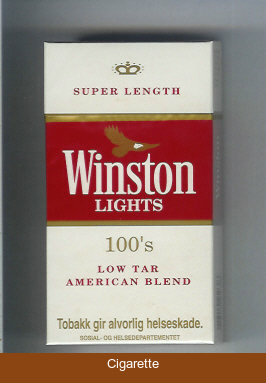 SUPER LENGTH
Winston
LIGHTS
100's
LOW TAR
AMERICAN BLEND
Tobakk gir alvorlig helseskade.
SOSIAL- OG HELSEDEPARTEMENTET
Cigarette